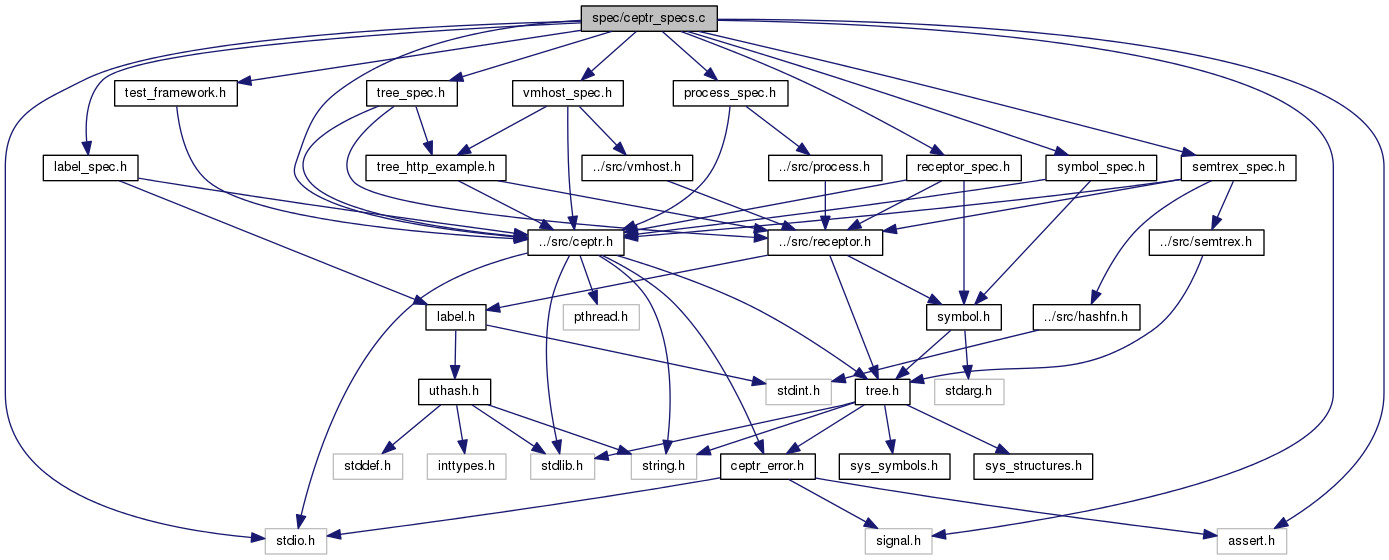 spec/ceptr_specs.c
test_framework.h
tree_spec.h
vmhost_spec.h
process_spec.h
label_spec.h
tree_http_example.h
../src/vmhost.h
../src/process.h
receptor_spec.h
symbol_spec.h
semtrex_spec.h
../src/ceptr.h
../src/receptor.h
../src/semtrex.h
label.h
pthread.h
symbol.h
../src/hashfn.h
uthash.h
stdint.h
tree.h
stdarg.h
stddef.h
inttypes.h
stdlib.h
string.h
ceptr_error.h
sys_symbols.h
sys_structures.h
stdio.h
signal.h
assert.h